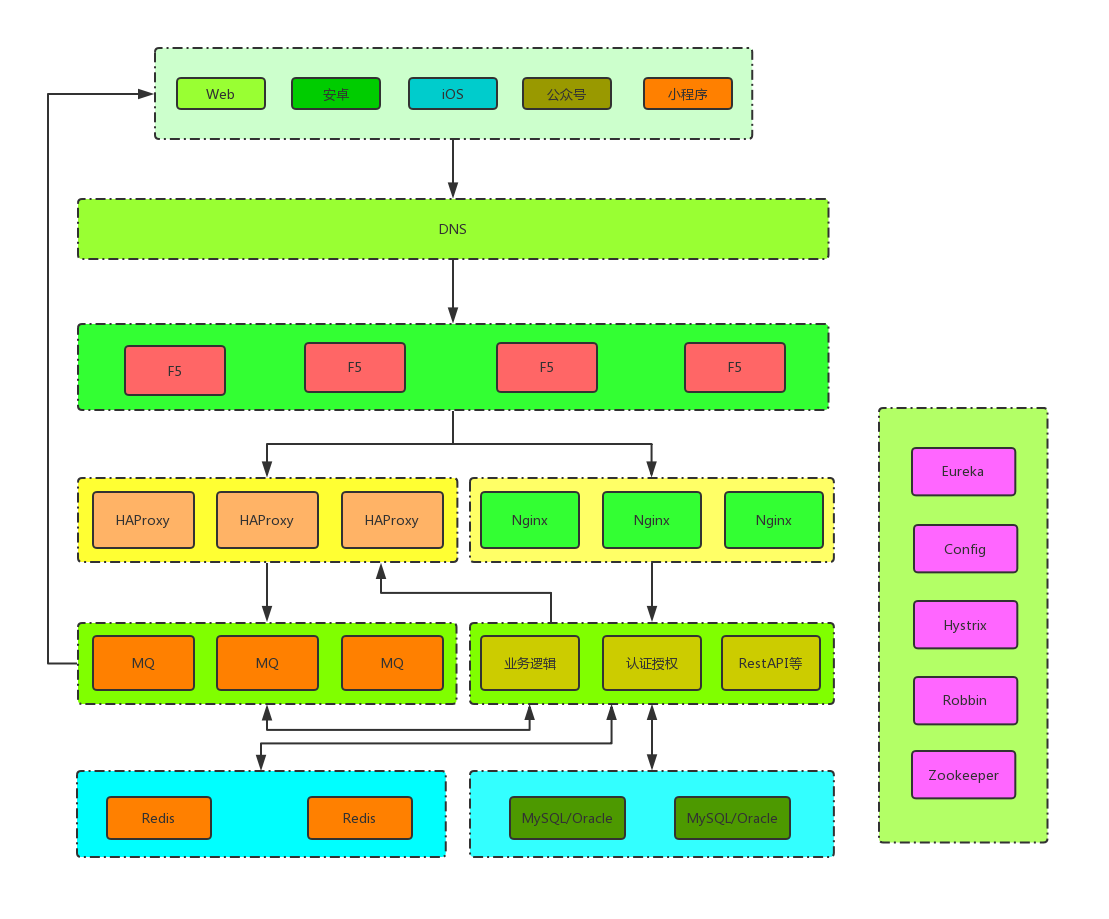 Web
安卓
iOS
公众号
小程序
DNS
F5
F5
F5
F5
HAProxy
HAProxy
HAProxy
Nginx
Nginx
Nginx
MQ
MQ
MQ
业务逻辑
认证授权
RestAPI等
Redis
Redis
MySQL/Oracle
MySQL/Oracle
Eureka
Config
Hystrix
Robbin
Zookeeper